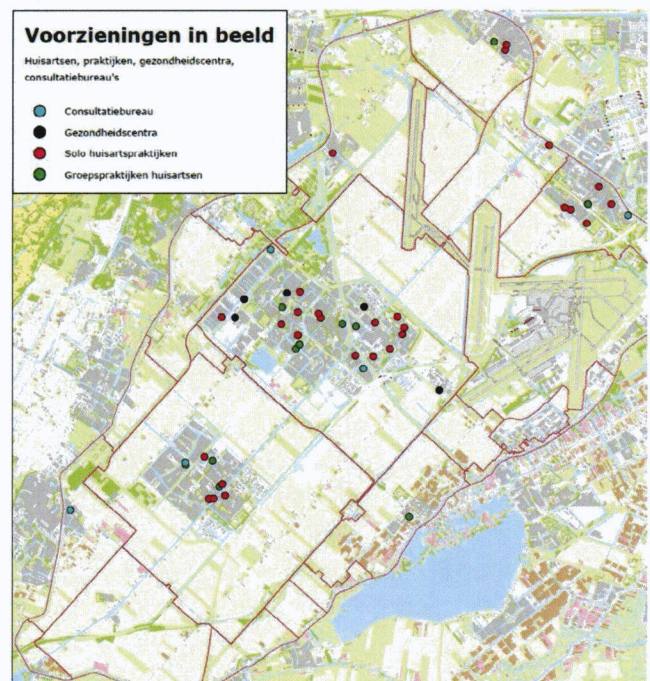 Voorzieningen in beeld
Huisartsen, praktijken, gezondheidscentra,
consultatiebureau's
Consultatiebureau
Gezondheidscentra
Solo huisartspraktijken
Groepspraktijken huisartsen